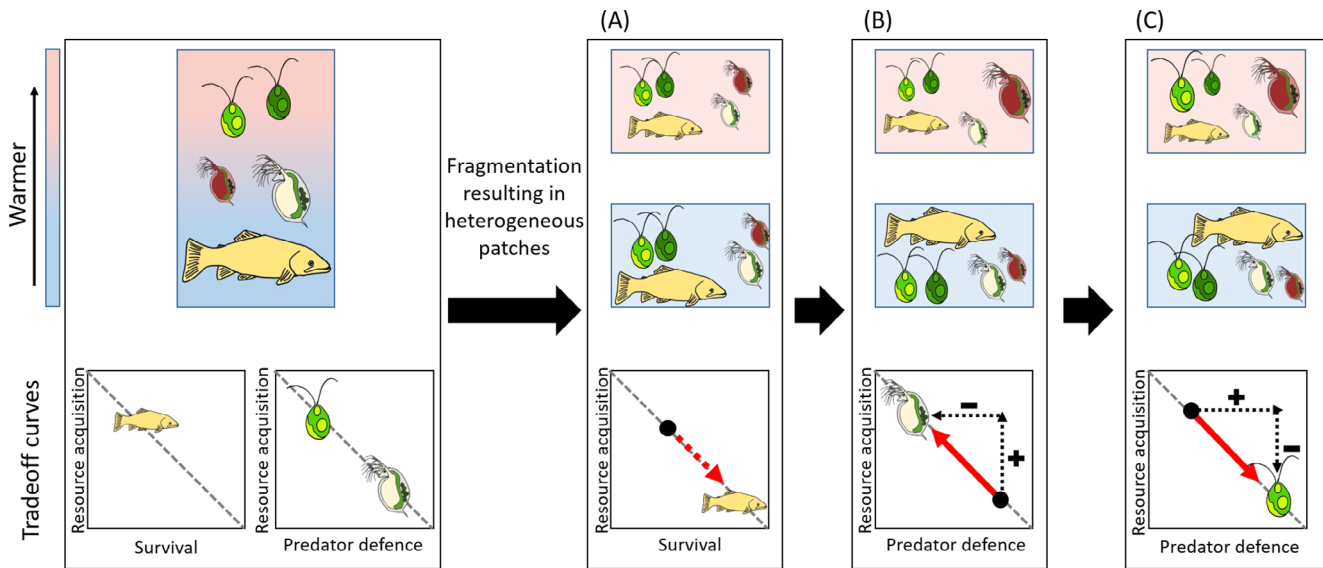 (A)
(B)
(C)
Warmer
Fragmentation
resulting in
heterogeneous
patches
Tradeoff curves
Resource acquisition
Survival
Resource acquisition
Predator defence
Resource acquisition
Survival
Resource acquisition
-
+
Predator defence
Resource acquisition
+
-
Predator defence